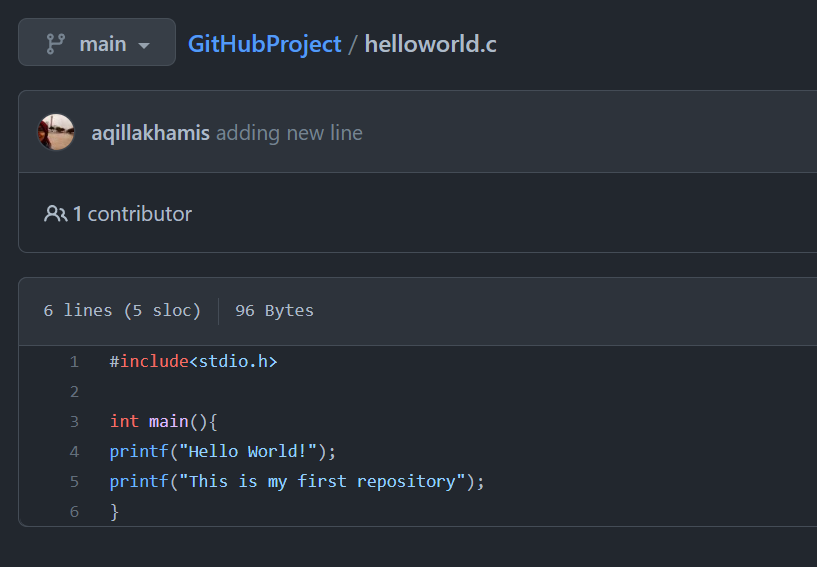 main
GitHubProject / helloworld.c
aqillakhamis adding new line
1 contributor
6 lines (5 sloc) 96 Bytes
1 #include<stdio.h>
2
3 int main(){
4 printf("Hello World!");
5 printf("This is my first repository");
6 }